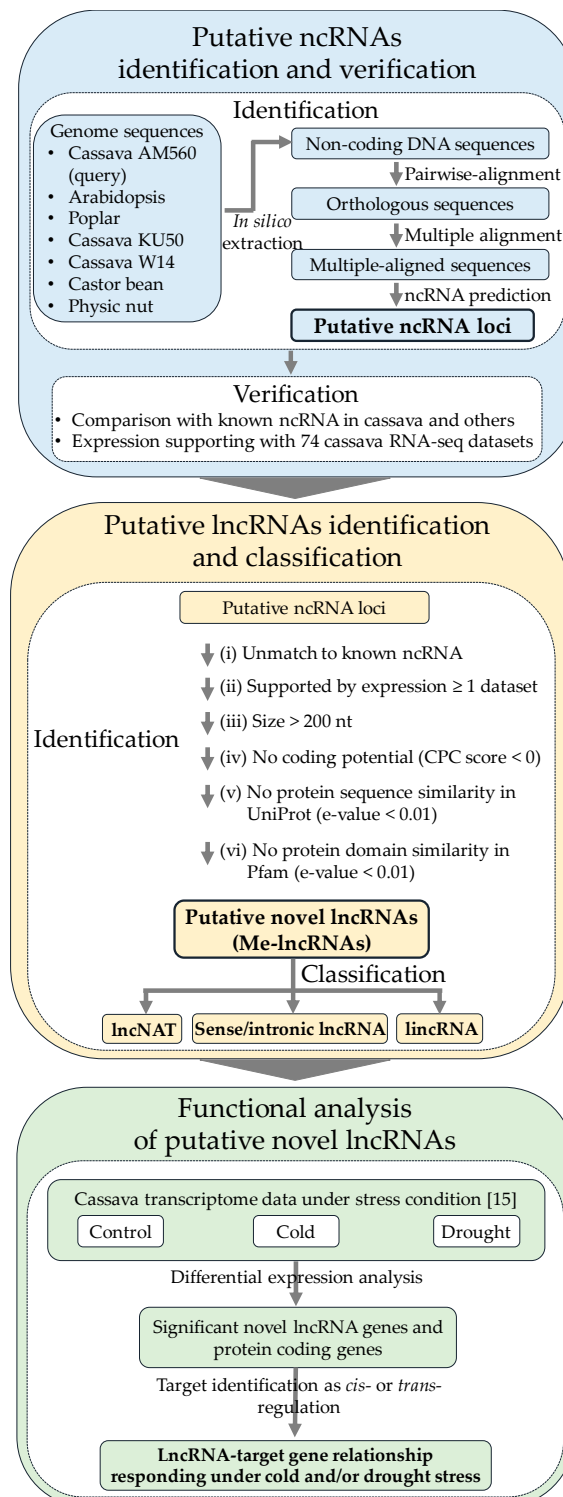 Putative ncRNAs
identification and verification
Identification
Genome sequences
• Cassava AM560
(query)
• Arabidopsis
• Poplar
• Cassava KU50
• Cassava W14
• Castor bean
• Physic nut
In silico
extraction
Non-coding DNA sequences
Pairwise-alignment
Orthologous sequences
Multiple alignment
Multiple-aligned sequences
ncRNA prediction
Putative ncRNA loci
Verification
• Comparison with known ncRNA in cassava and others
• Expression supporting with 74 cassava RNA-seq datasets
Putative lncRNAs identification
and classification
Putative ncRNA loci
Identification
(i) Unmatch to known ncRNA
(ii) Supported by expression ≥ 1 dataset
(iii) Size > 200 nt
(iv) No coding potential (CPC score < 0)
(v) No protein sequence similarity in
UniProt (e-value < 0.01)
(vi) No protein domain similarity in
Pfam (e-value < 0.01)
Putative novel lncRNAs
(Me-lncRNAs)
Classification
lncNAT
Sense/intronic lncRNA
lincRNA
Functional analysis
of putative novel lncRNAs
Cassava transcriptome data under stress condition [15]
Control
Cold
Drought
Differential expression analysis
Significant novel lncRNA genes and
protein coding genes
Target identification as cis- or trans-
regulation
LncRNA-target gene relationship
responding under cold and/or drought stress